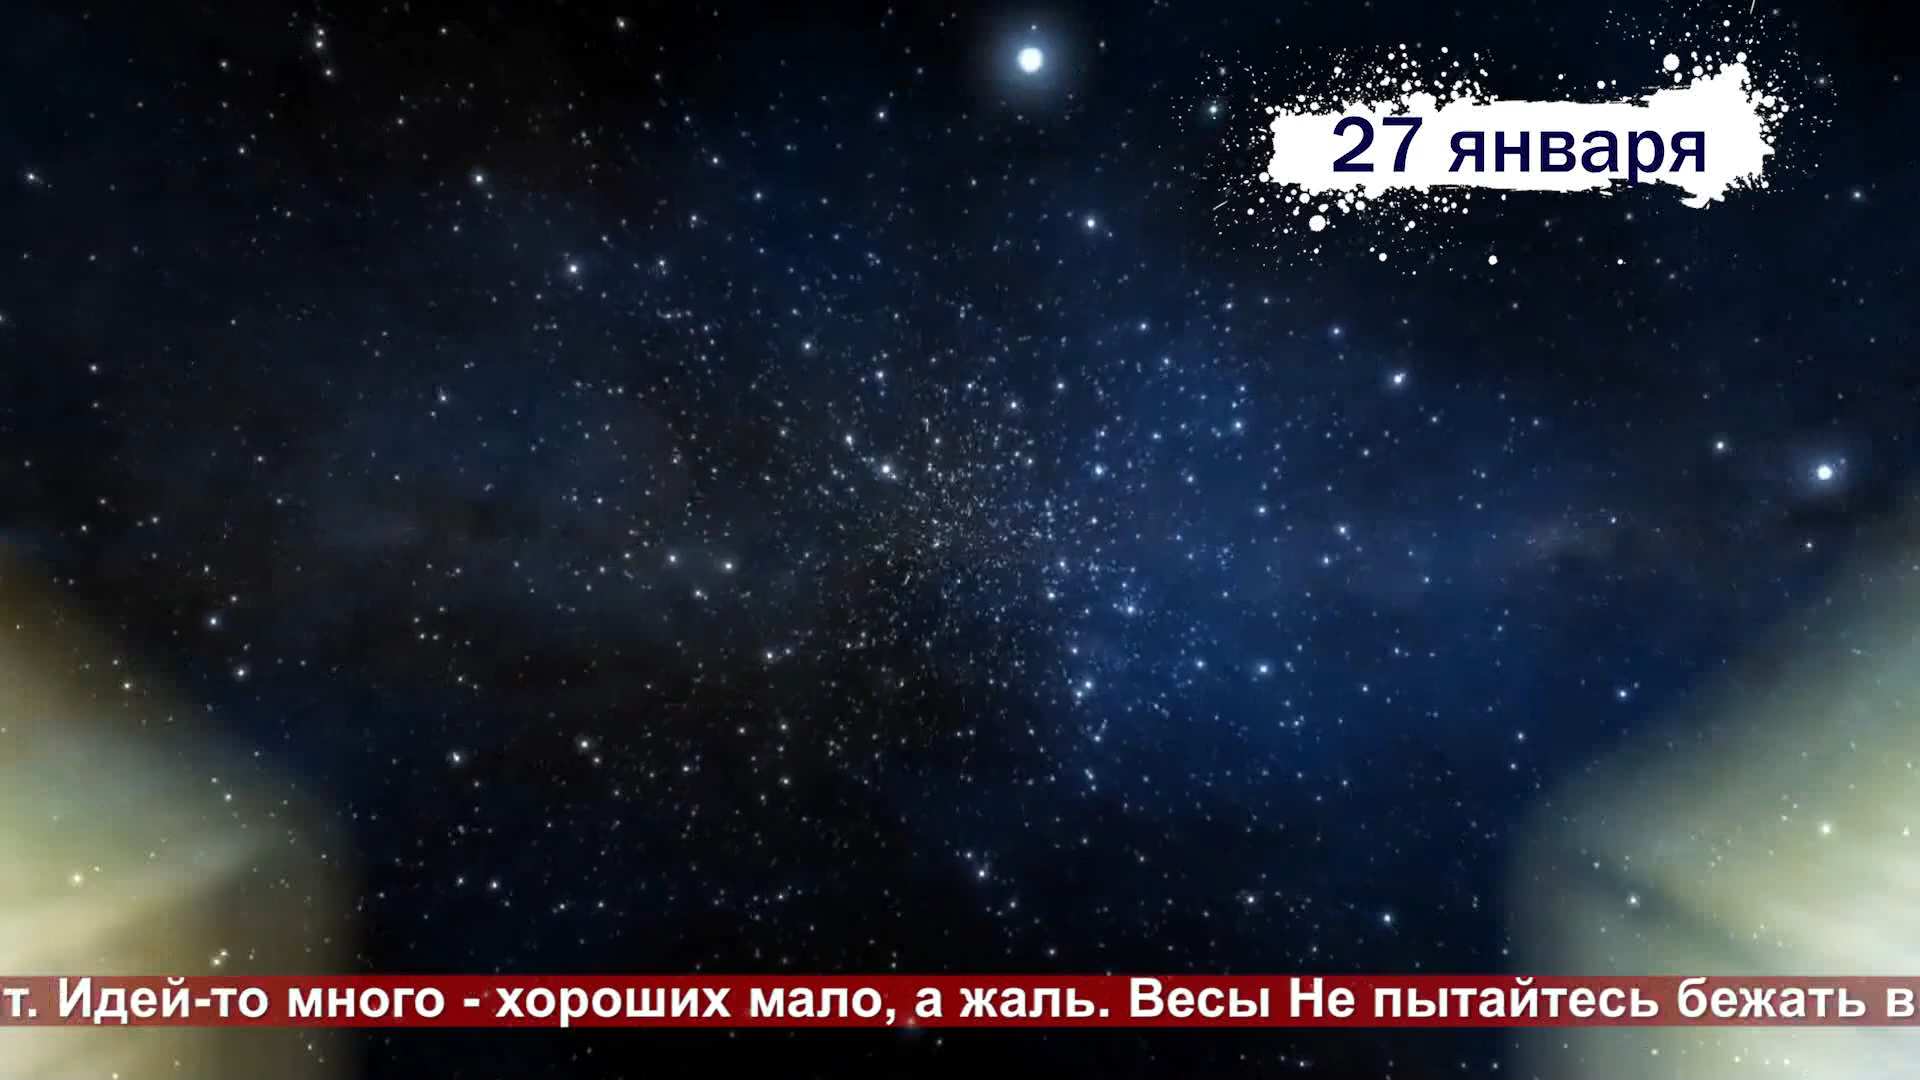 27 января
т. Идей-то много - хороших мало, а жаль. Весы Не пытайтесь бежать в